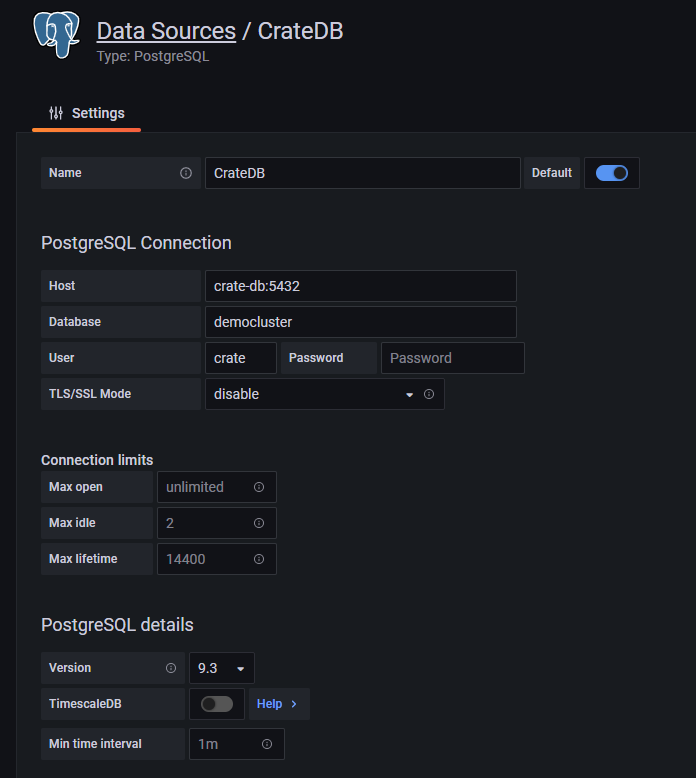 Data Sources / CrateDB
Type: PostgreSQL
Settings
Name CrateDB Default
PostgreSQL Connection
Host crate-db:5432
Database democluster
User crate Password Password
TLS/SSL Mode disable
Connection limits
Max open unlimited
Max idle 2
Max lifetime 14400
PostgreSQL details
Version 9.3
TimescaleDB Help >
Min time interval 1m